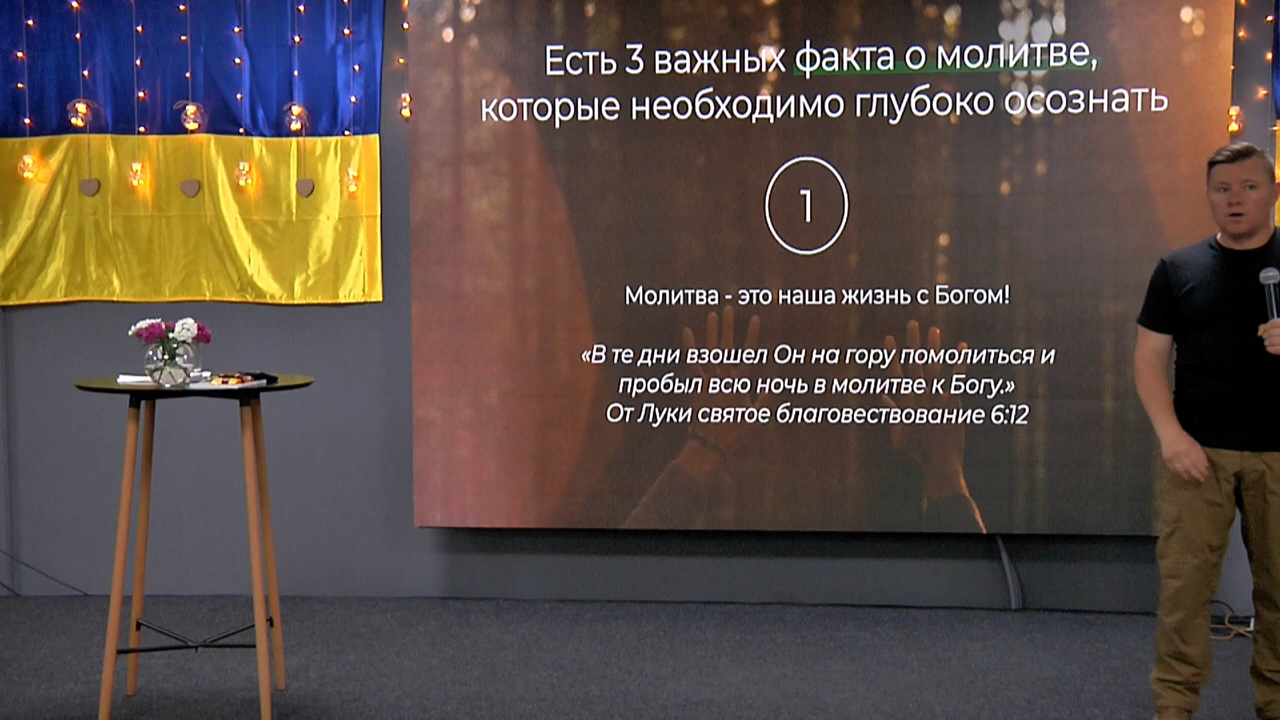 Есть 3 важных факта о молитве,
которые необходимо глубоко осознать
1
Молитва - это наша жизнь с Богом!
«В те дни взошел Он на гору помолиться и
пробыл всю ночь в молитве к Богу.»
От Луки святое благовествование 6:12